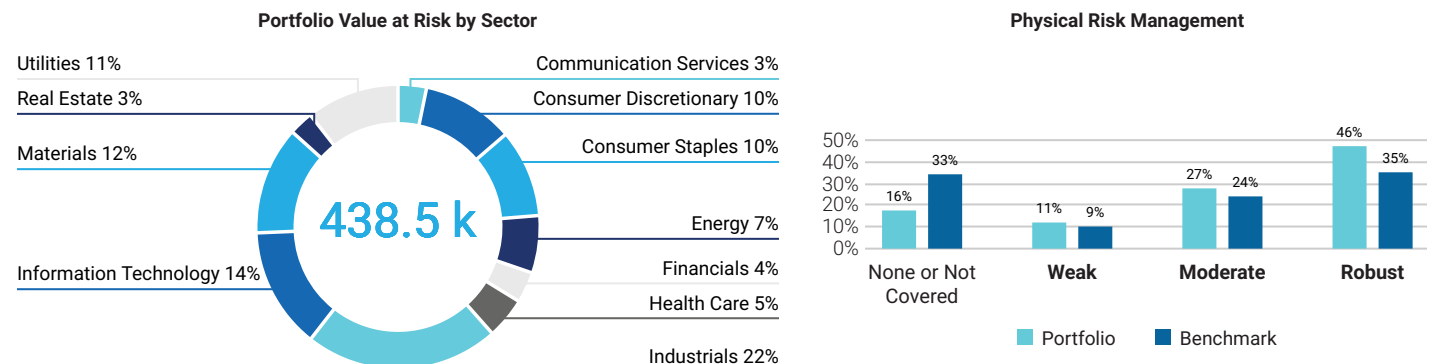 Portfolio Value at Risk by Sector
Utilities 11%
Real Estate 3%
Materials 12%
Information Technology 14%
438.5 k
Communication Services 3%
Consumer Discretionary 10%
Consumer Staples 10%
Energy 7%
Financials 4%
Health Care 5%
Industrials 22%
Physical Risk Management
50%
40%
30%
20%
10%
0%
16%
33%
11%
9%
27%
24%
46%
35%
None or Not
Covered
Weak
Moderate
Robust
Portfolio
Benchmark